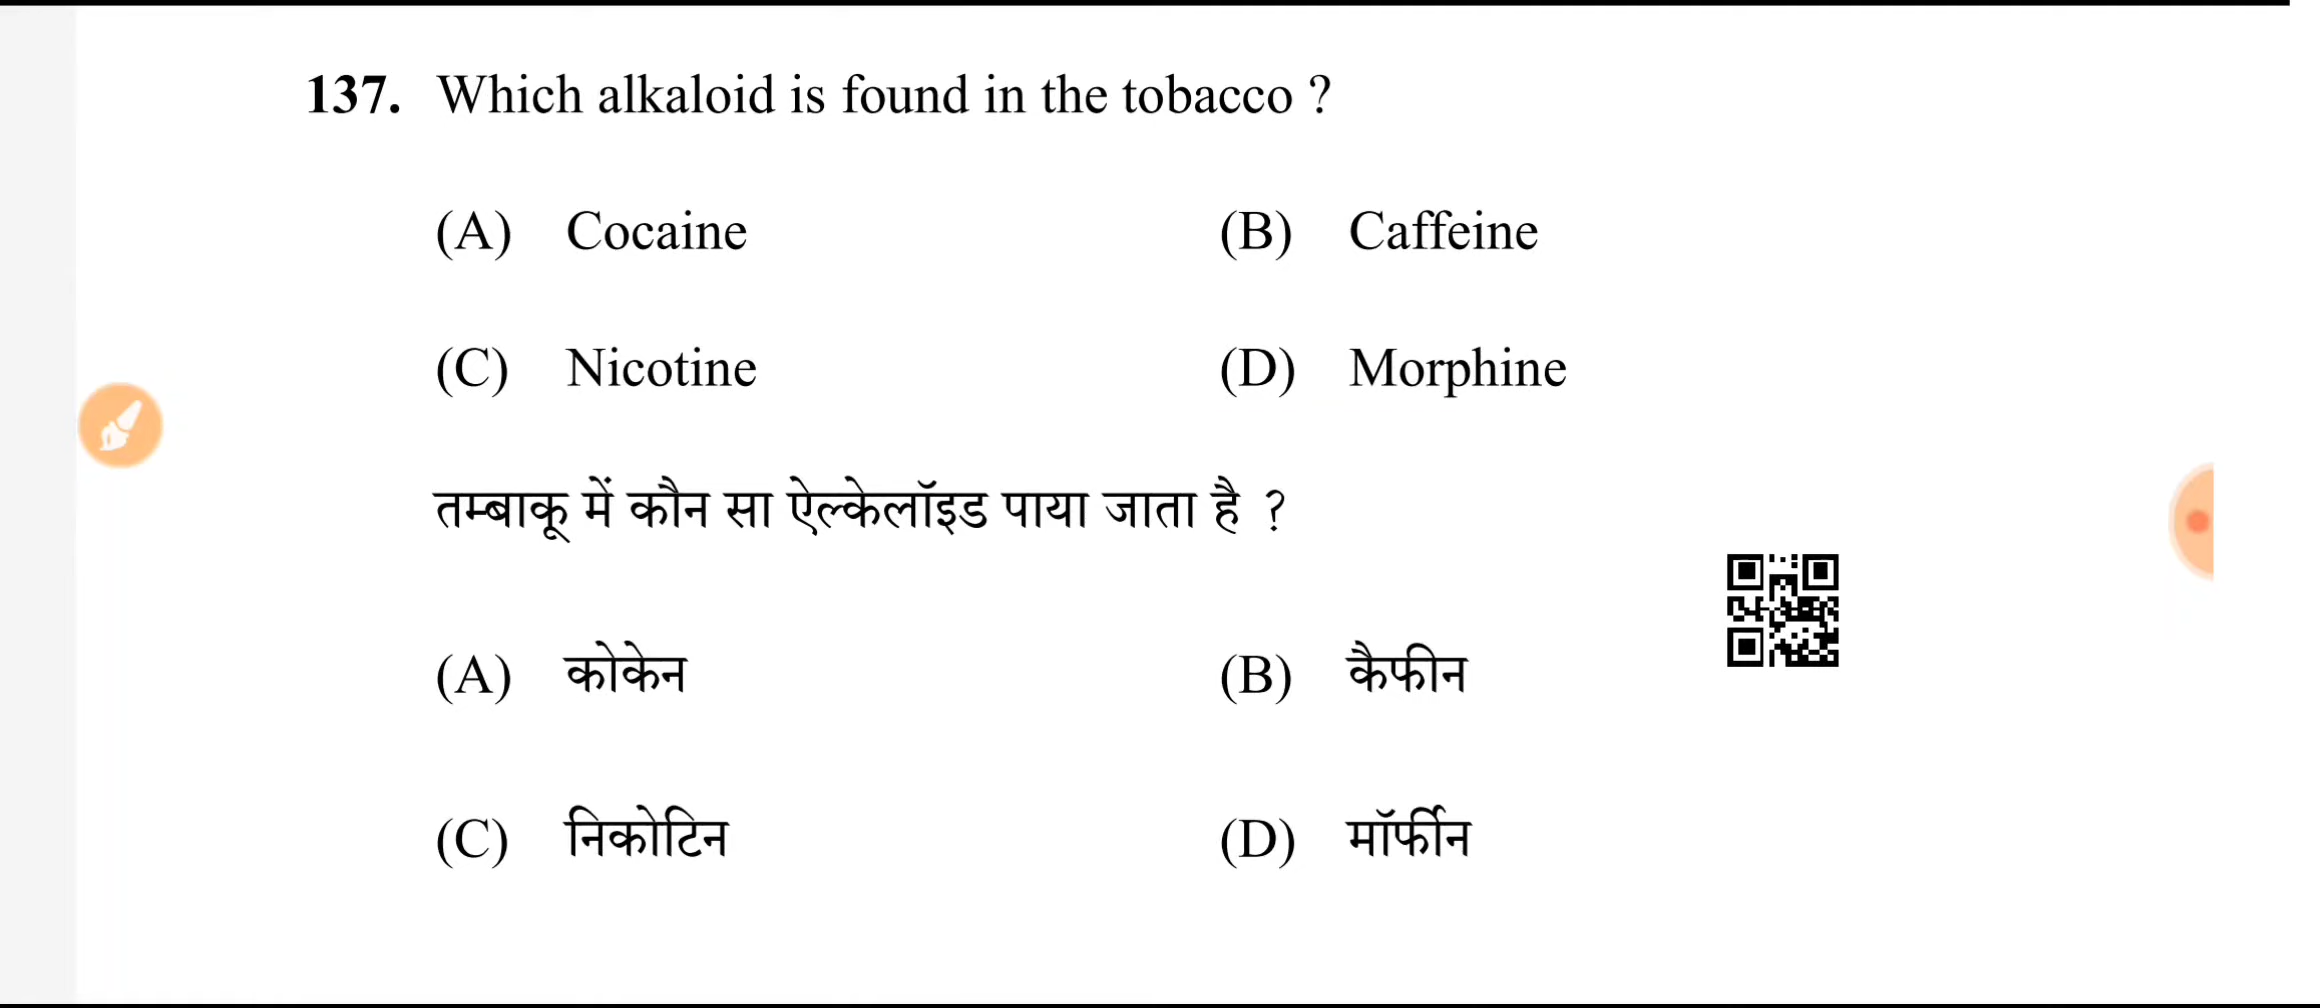 137. Which alkaloid is found in the tobacco ?
(A) Cocaine (B) Caffeine
(C) Nicotine (D) Morphine
तम्बाकू में कौन सा ऐल्केलॉइड पाया जाता है ?
(A) कोकेन (B) कैफीन
(C) निकोटिन (D) मॉर्फीन